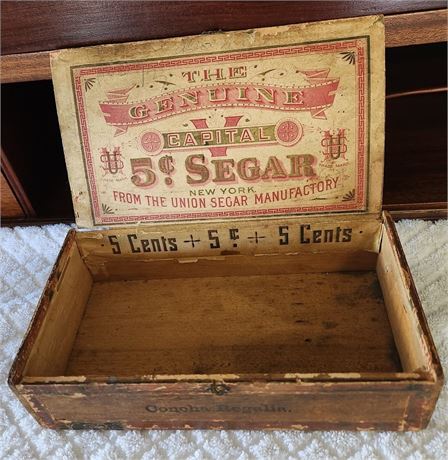 THE
GENUINE
V
CAPITAL
5¢ SEGAR
NEW YORK.
FROM THE UNION SEGAR MANUFACTORY
5 Cents + 5¢ + 5 Cents
Concha Regalia.